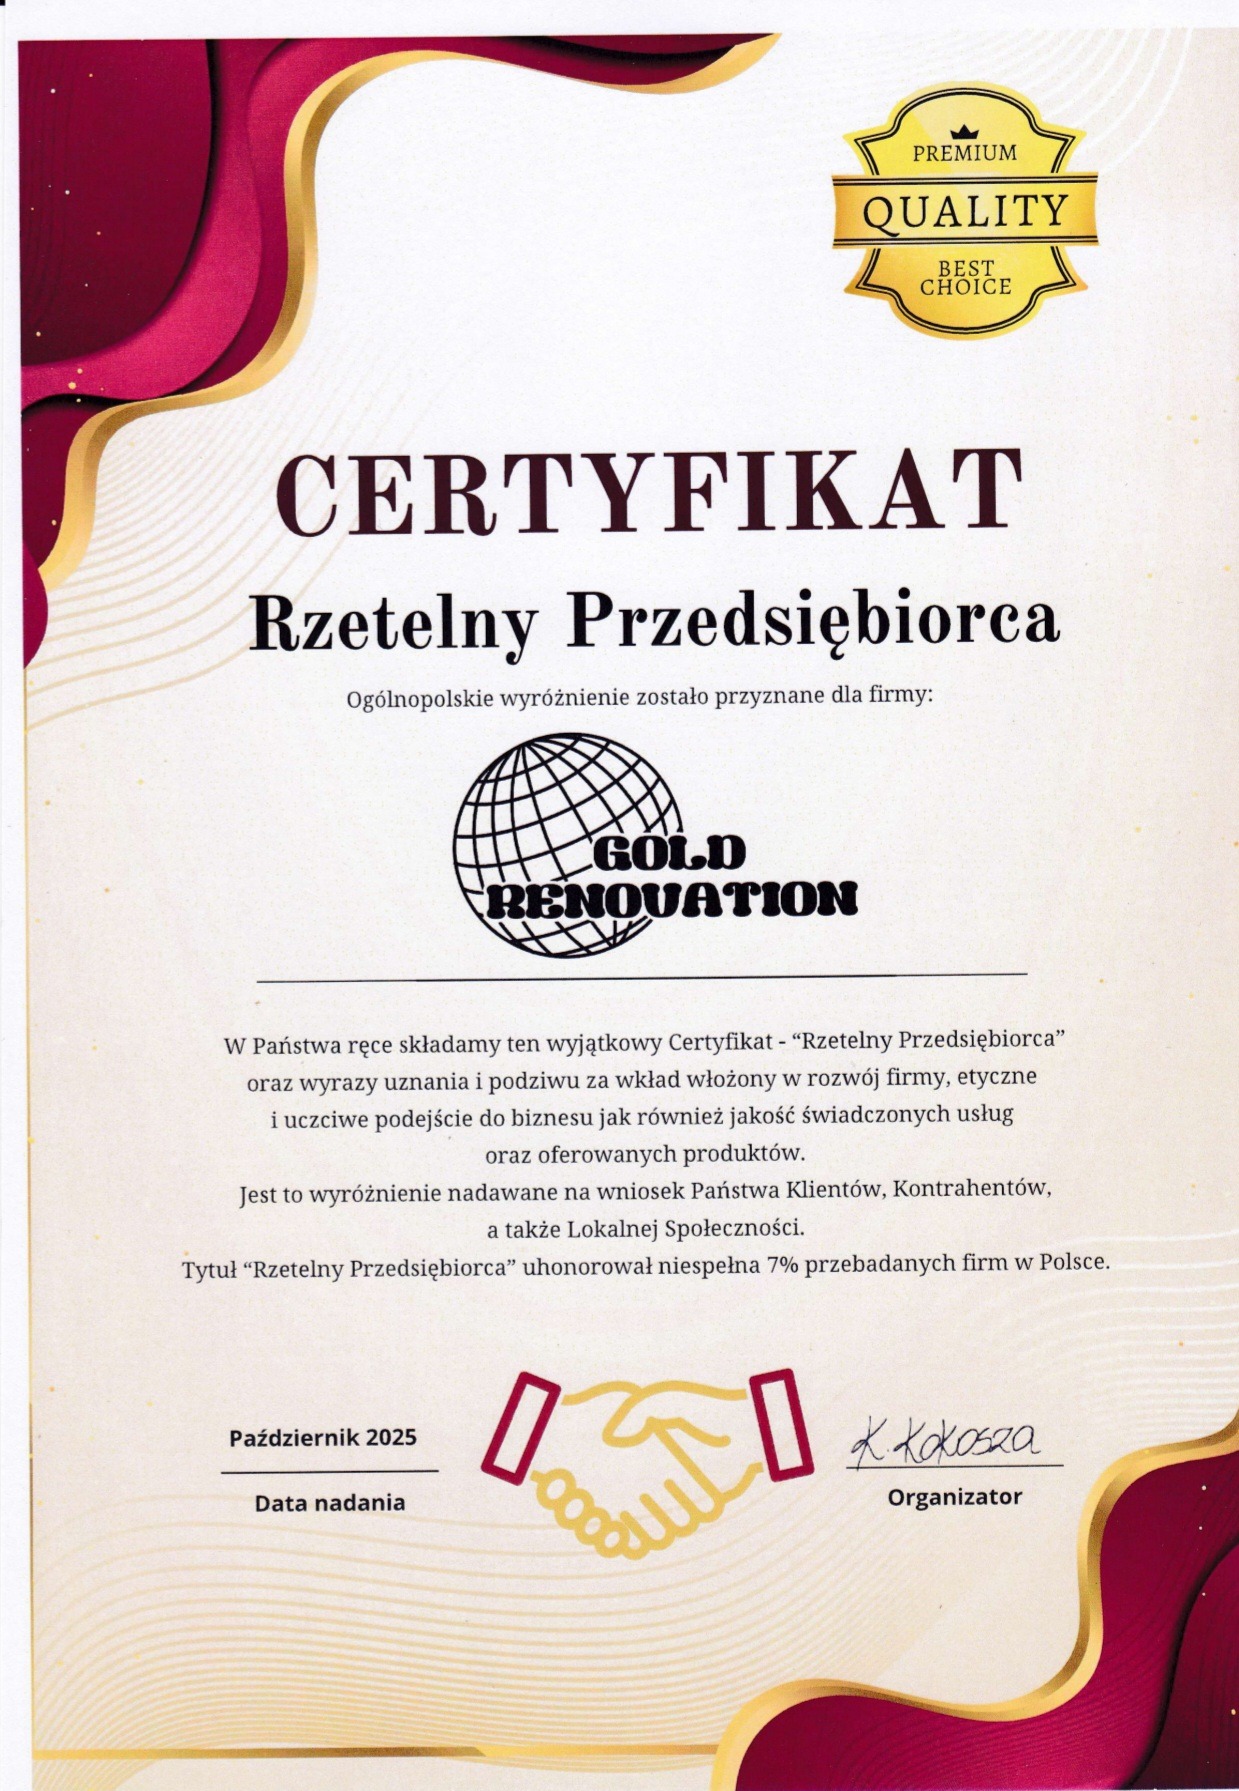 PREMIUM
QUALITY
BEST
CHOICE
CERTYFIKAT
Rzetelny Przedsiębiorca
Ogólnopolskie wyróżnienie zostało przyznane dla firmy:
GOLD
RENOVATION
W Państwa ręce składamy ten wyjątkowy Certyfikat - “Rzetelny Przedsiębiorca”
oraz wyrazy uznania i podziwu za wkład włożony w rozwój firmy, etyczne
i uczciwe podejście do biznesu jak również jakość świadczonych usług
oraz oferowanych produktów.
Jest to wyróżnienie nadawane na wniosek Państwa Klientów, Kontrahentów,
a także Lokalnej Społeczności.
Tytuł “Rzetelny Przedsiębiorca” uhonorował niespełna 7% przebadanych firm w Polsce.
Październik 2025
Data nadania
K. Kokosza
Organizator